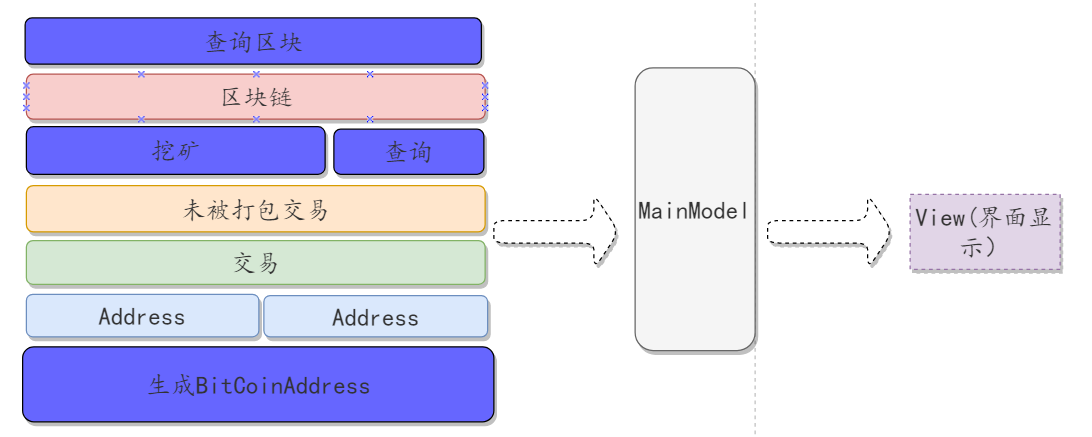 查询区块
区块链
挖矿
查询
未被打包交易
交易
Address
Address
生成BitCoinAddress
MainModel
View(界面显
示)